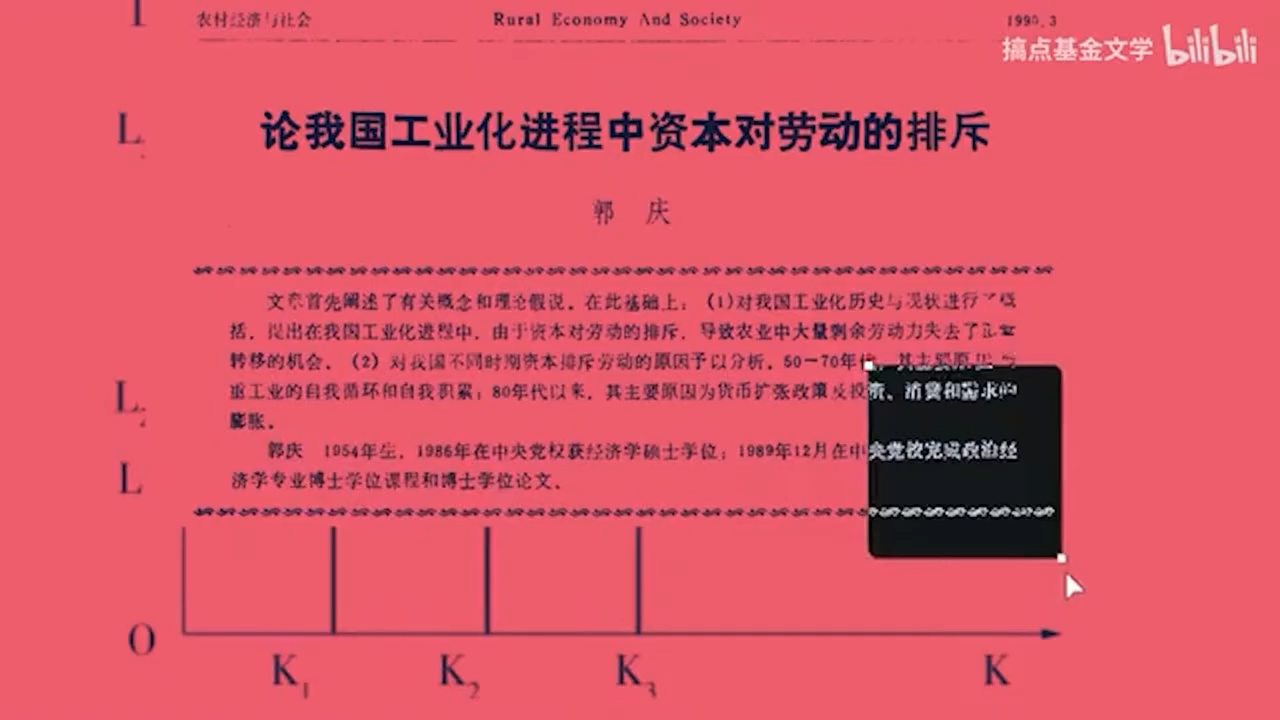 农村经济与社会 Rural Economy And Society 1990.3
搞点基金文学 bilibili
论我国工业化进程中资本对劳动的排斥
L
郭 庆
文章首先阐述了有关概念和理论假说。在此基础上：(1)对我国工业化历史与现状进行了概
括，提出在我国工业化进程中，由于资本对劳动的排斥，导致农业中大量剩余劳动力失去了
转移的机会。(2) 对我国不同时期资本排斥劳动的原因予以分析。50—70年代，其主要原因
重工业的自我循环和自我积累；80年代以来，其主要原因为货币扩张政策及投资、消费和需求的
L
膨胀。
郭庆 1954年生，1986年在中央党校获经济学硕士学位；1989年12月在中央党校完成政治经
L
济学专业博士学位课程和博士学位论文。
O
K1 K2 K3 K